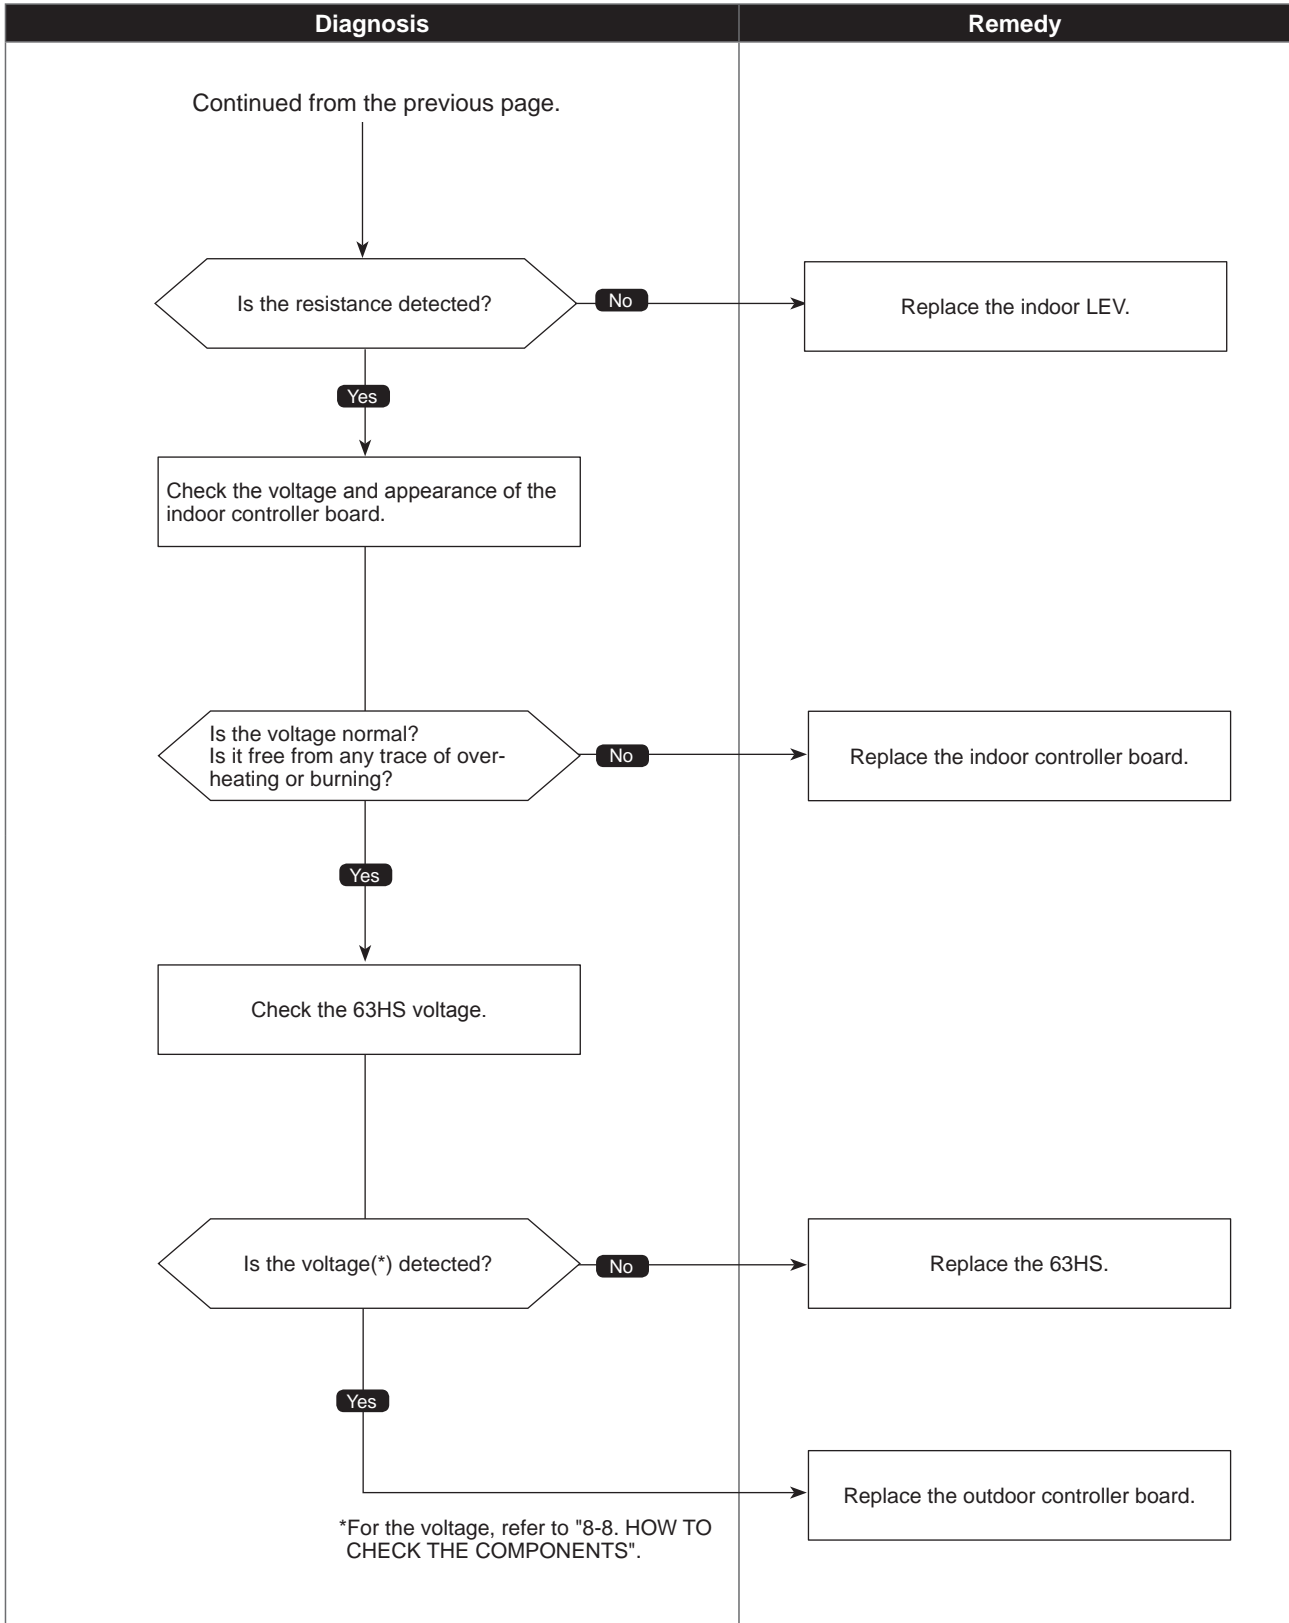 Diagnosis
Remedy
Continued from the previous page.
Is the resistance detected?
No
Replace the indoor LEV.
Yes
Check the voltage and appearance of the
indoor controller board.
Is the voltage normal?
Is it free from any trace of over-
heating or burning?
No
Replace the indoor controller board.
Yes
Check the 63HS voltage.
Is the voltage(*) detected?
No
Replace the 63HS.
Yes
Replace the outdoor controller board.
*For the voltage, refer to "8-8. HOW TO
CHECK THE COMPONENTS".